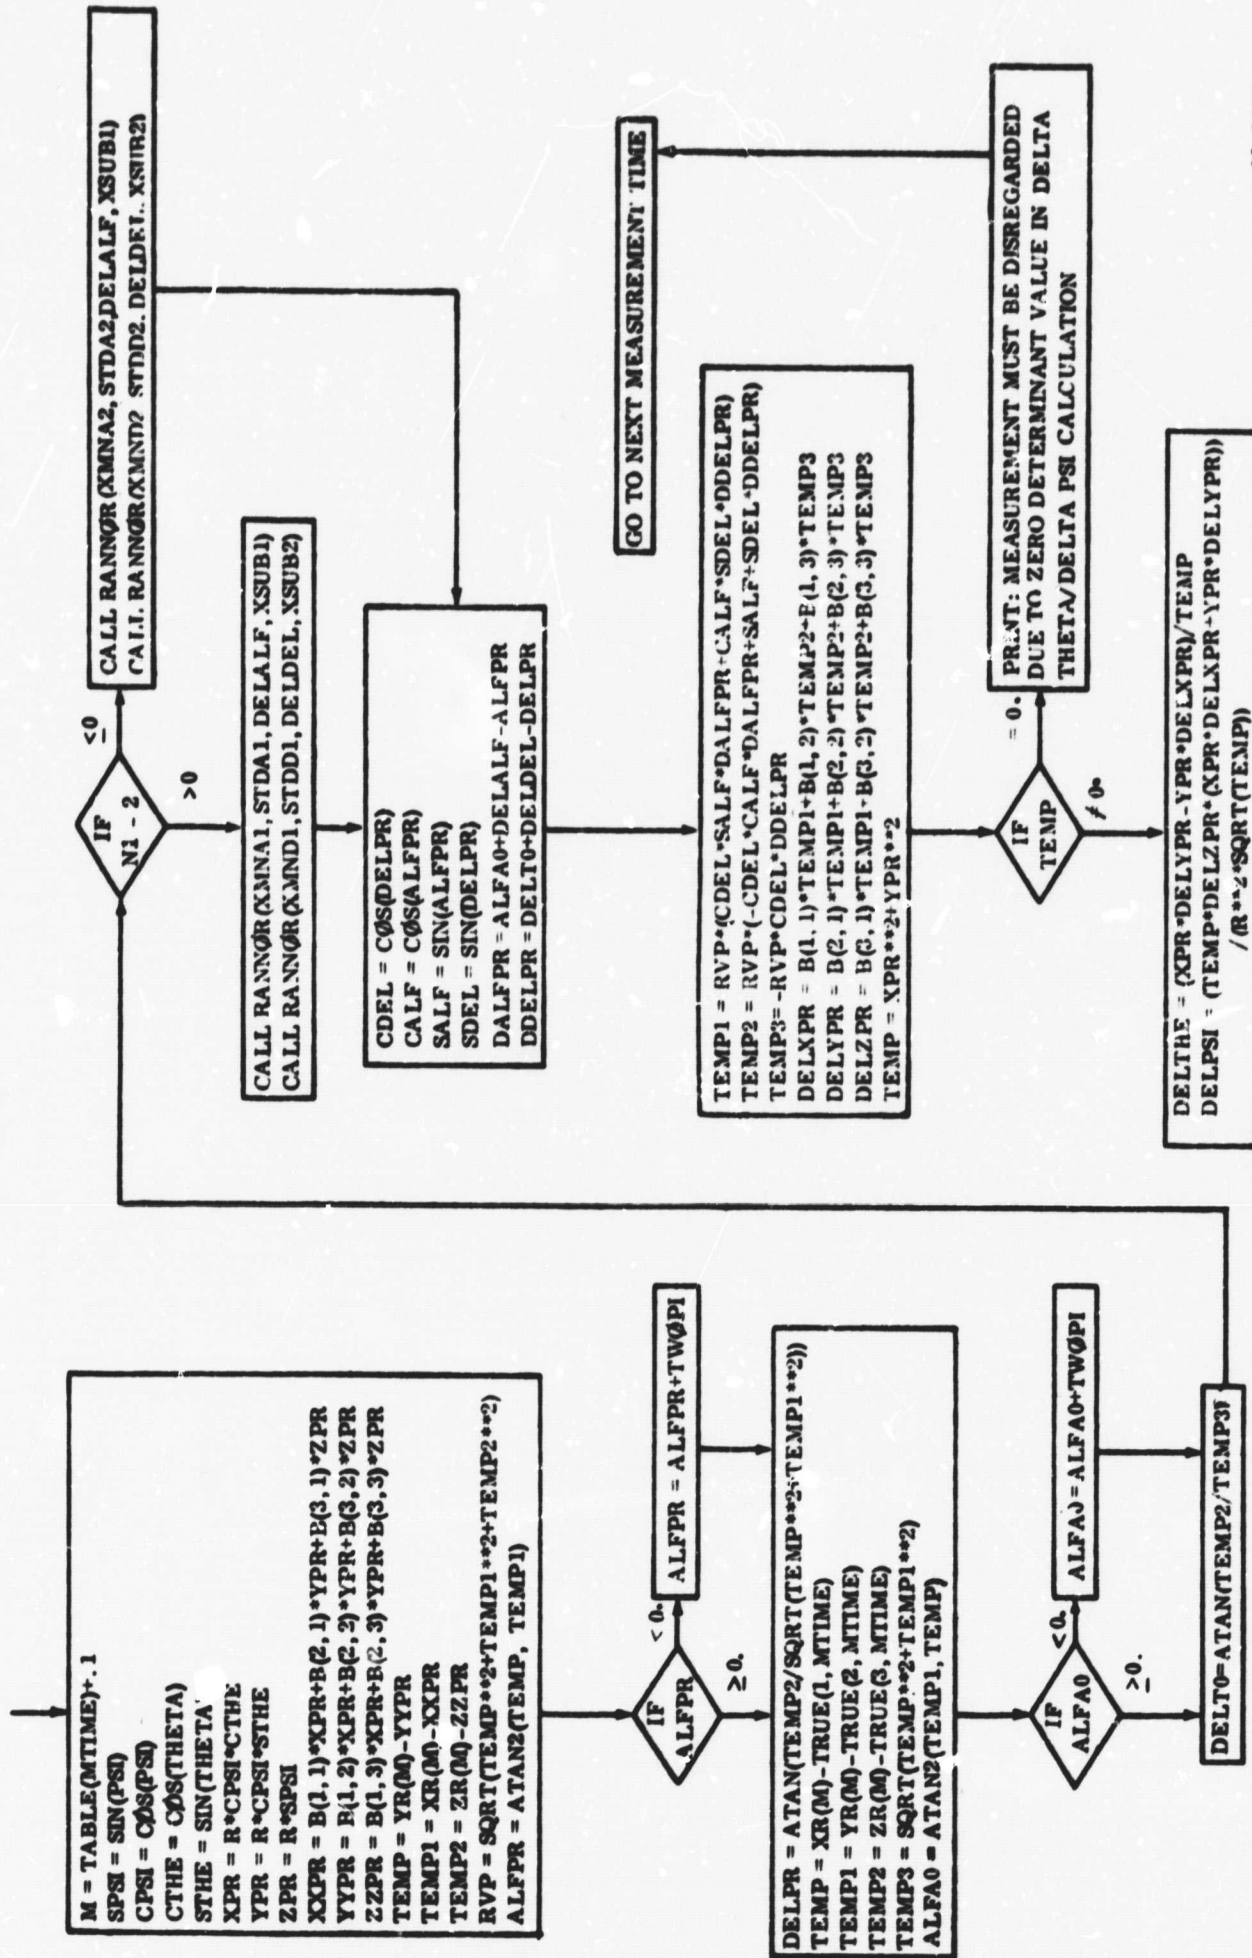 M = TABLE(MTIME)+.1
SPSI = SIN(PSI)
CPSI = CØS(PSI)
CTHE = CØS(THETA)
STHE = SIN(THETA)
XPR = R*CPSI*CTHE
YPR = R*CPSI*STHE
ZPR = R*SPSI
XXPR = B(1, 1)*XPR+B(2, 1)*YPR+B(3, 1)*ZPR
YYPR = B(1, 2)*XPR+B(2, 2)*YPR+B(3, 2)*ZPR
ZZPR = B(1, 3)*XPR+B(2, 3)*YPR+B(3, 3)*ZPR
TEMP = YR(M)-YYPR
TEMP1 = XR(M)-XXPR
TEMP2 = ZR(M)-ZZPR
RVP = SQRT(TEMP**2+TEMP1**2+TEMP2**2)
ALFPR = ATAN2(TEMP, TEMP1)
IF
ALFPR
<0.
≥0.
ALFPR = ALFPR+TWØPI
DELPR = ATAN(TEMP2/SQRT(TEMP**2+TEMP1**2))
TEMP = XR(M)-TRUE(1, MTIME)
TEMP1 = YR(M)-TRUE(2, MTIME)
TEMP2 = ZR(M)-TRUE(3, MTIME)
TEMP3 = SQRT(TEMP**2+TEMP1**2)
ALFA0 = ATAN2(TEMP1, TEMP)
IF
ALFA0
<0.
≥0.
ALFA0=ALFA0+TWØPI
DELT0=ATAN(TEMP2/TEMP3)
IF
N1 - 2
≤0
>0
CALL RANNØR(XMNA2, STDA2,DELALF, XSUB1)
CALL RANNØR(XMND2, STDD2, DELDEL, XSUB2)
CALL RANNØR(XMNA1, STDA1, DELALF, XSUB1)
CALL RANNØR(XMND1, STDD1, DELDEL, XSUB2)
CDEL = CØS(DELPR)
CALF = CØS(ALFPR)
SALF = SIN(ALFPR)
SDEL = SIN(DELPR)
DALFPR = ALFA0+DELALF-ALFPR
DDELPR = DELT0+DELDEL-DELPR
TEMP1 = RVP*(CDEL*SALF*DALFPR+CALF*SDEL*DDELPR)
TEMP2 = RVP*(-CDEL*CALF*DALFPR+SALF*SDEL*DDELPR)
TEMP3=-RVP*CDEL*DDELPR
DELXPR = B(1, 1)*TEMP1+B(1, 2)*TEMP2+B(1, 3)*TEMP3
DELYPR = B(2, 1)*TEMP1+B(2, 2)*TEMP2+B(2, 3)*TEMP3
DELZPR = B(3, 1)*TEMP1+B(3, 2)*TEMP2+B(3, 3)*TEMP3
TEMP = XPR**2+YPR**2
IF
TEMP
= 0.
≠ 0.
PRINT: MEASUREMENT MUST BE DISREGARDED
DUE TO ZERO DETERMINANT VALUE IN DELTA
THETA/DELTA PSI CALCULATION
GO TO NEXT MEASUREMENT TIME
DELTHE = (XPR*DELYPR-YPR*DELXPR)/TEMP
DELPSI = (TEMP*DELZPR*(XPR*DELXPR+YPR*DELYPR))
/(R**2*SQRT(TEMP))